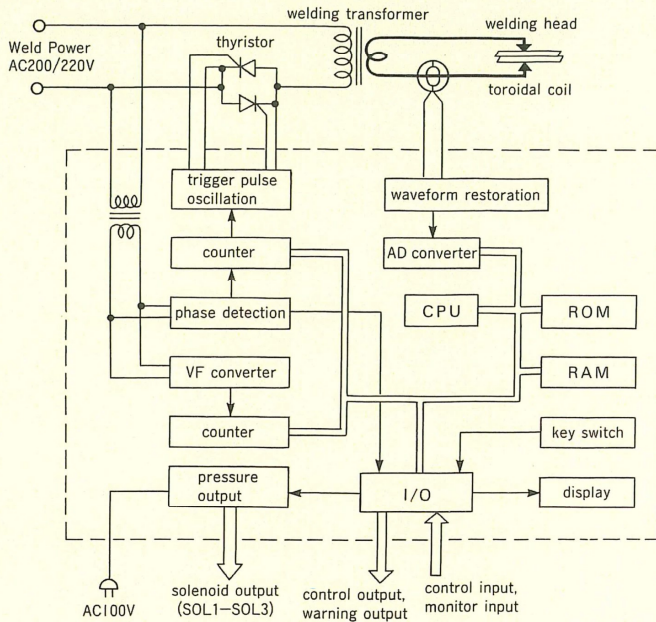 welding transformer
welding head
thyristor
Weld Power
AC200/220V
toroidal coil
trigger pulse
oscillation
waveform restoration
counter
AD converter
phase detection
CPU
ROM
VF converter
RAM
counter
key switch
pressure
output
I/O
display
solenoid output
(SOL1—SOL3)
control output,
warning output
control input,
monitor input
AC100V